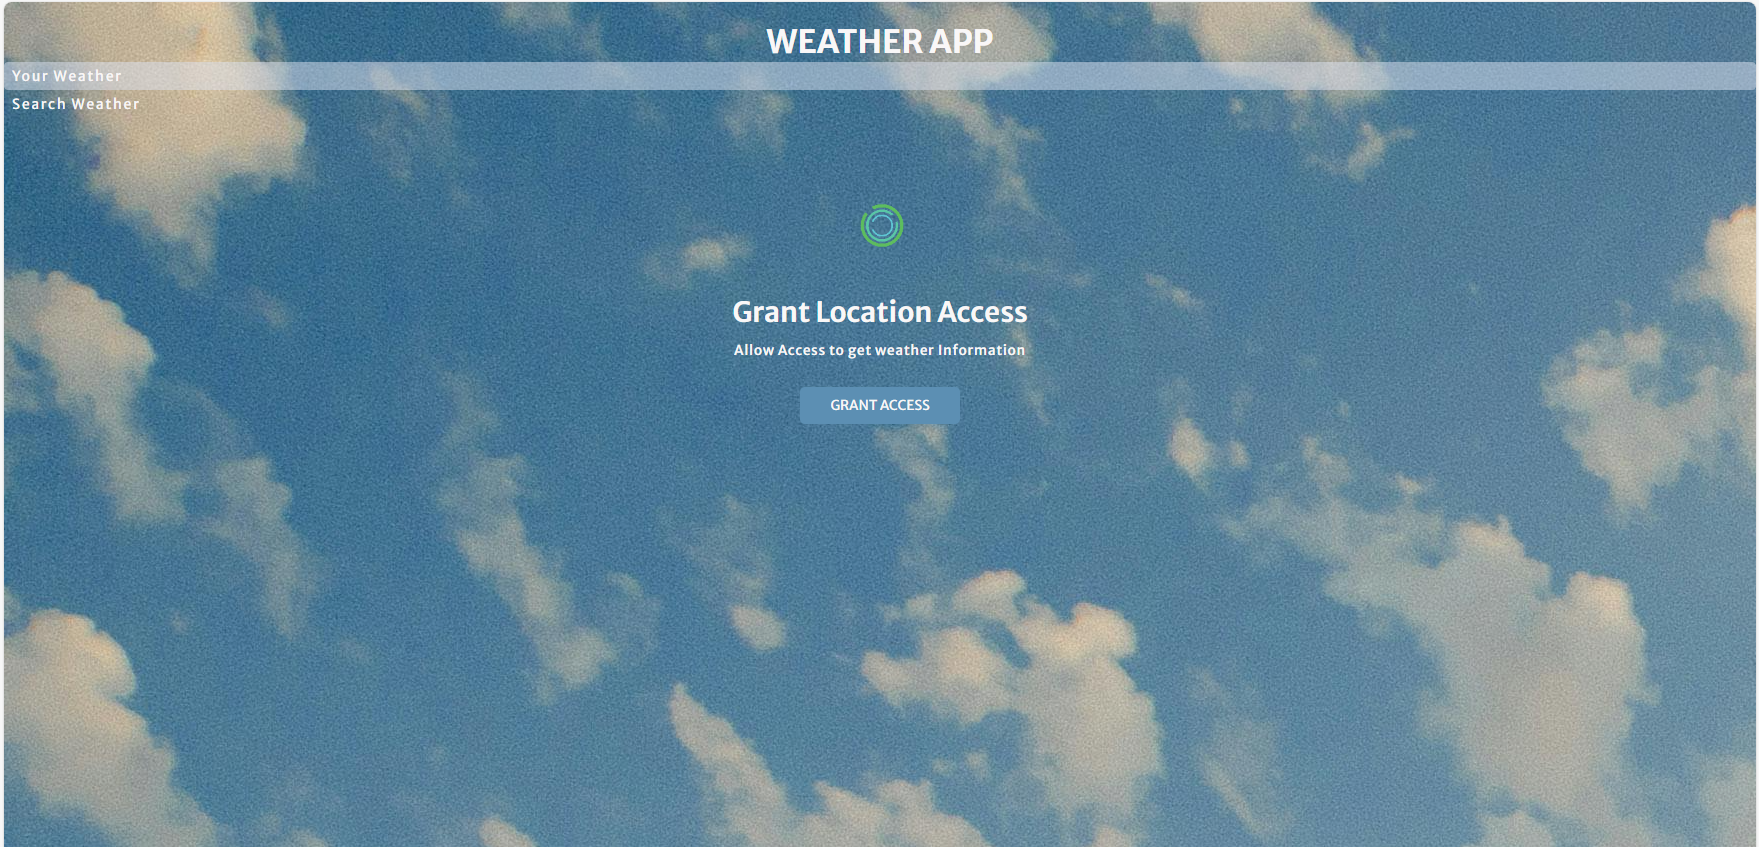 WEATHER APP
Your Weather
Search Weather
Grant Location Access
Allow Access to get weather Information
GRANT ACCESS